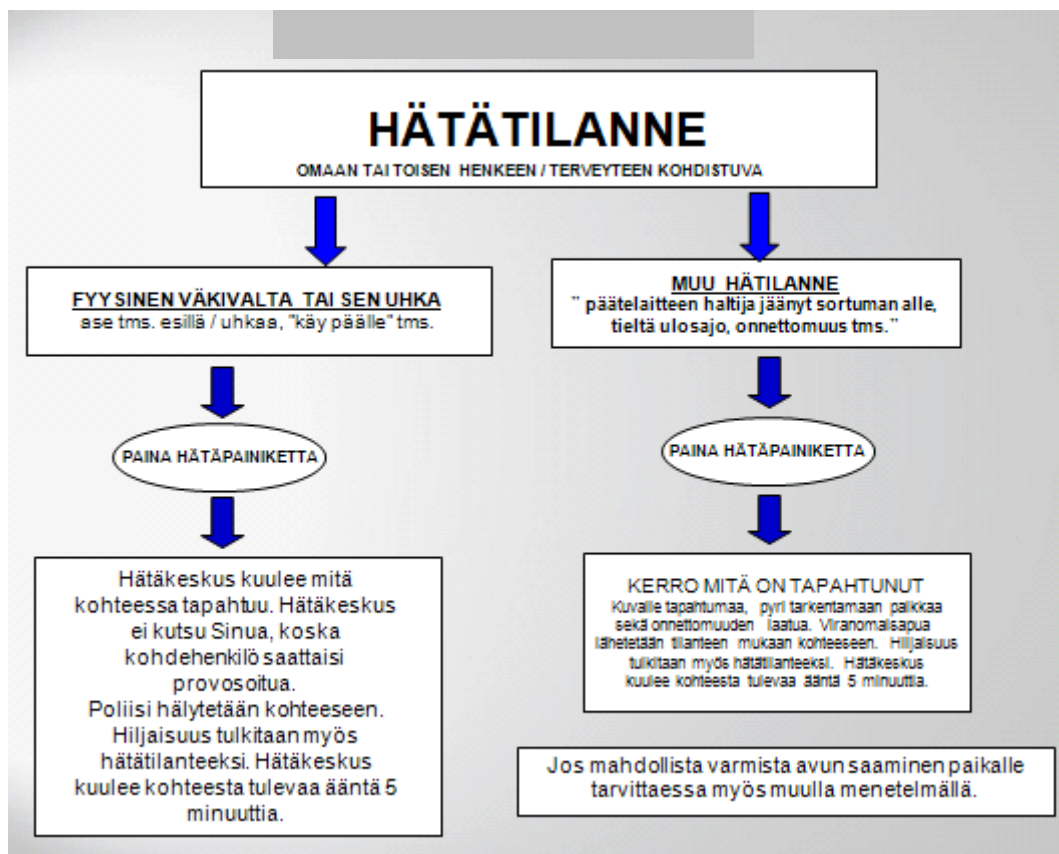 HÄTÄTILANNE
OMAAN TAI TOISEN HENKEEN / TERVEYTEEN KOHDISTUVA
FYYSINEN VÄKIVALTA TAI SEN UHKA
ase tms. esillä / uhkaa, "käy päälle" tms.
PAINA HÄTÄPAINIKETTA
Hätäkeskus kuulee mitä
kohteessa tapahtuu. Hätäkeskus
ei kutsu Sinua, koska
kohdehenkilö saattaisi
provosoitua.
Poliisi hälytetään kohteeseen.
Hiljaisuus tulkitaan myös
hätätilanteeksi. Hätäkeskus
kuulee kohteesta tulevaa ääntä 5
minuuttia.
MUU HÄTILANNE
" päätelaitteen haltija jäänyt sortuman alle,
tieltä ulosajo, onnettomuus tms."
PAINA HÄTÄPAINIKETTA
KERRO MITÄ ON TAPAHTUNUT
Kuvaile tapahtumaa, pyri tarkentamaan paikkaa
sekä onnettomuuden laatua. Viranomaisapua
lähetetään tilanteen mukaan kohteeseen. Hiljaisuus
tulkitaan myös hätätilanteeksi. Hätäkeskus
kuulee kohteesta tulevaa ääntä 5 minuuttia.
Jos mahdollista varmista avun saaminen paikalle
tarvittaessa myös muulla menetelmällä.